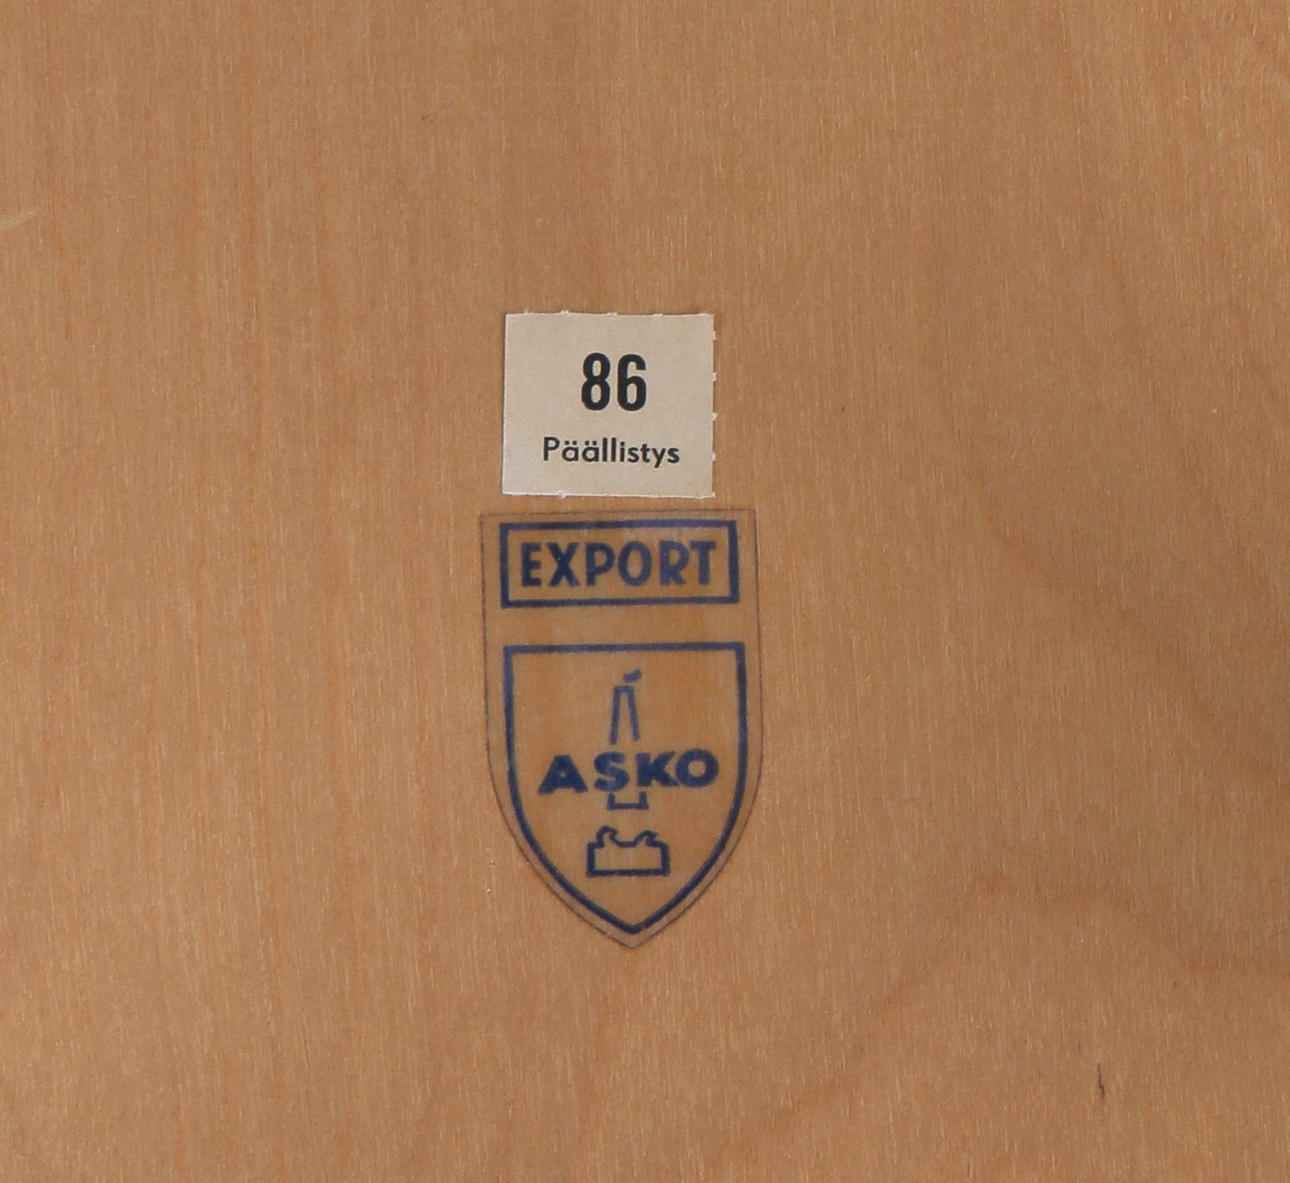 86
Päällistys
EXPORT
ASKO